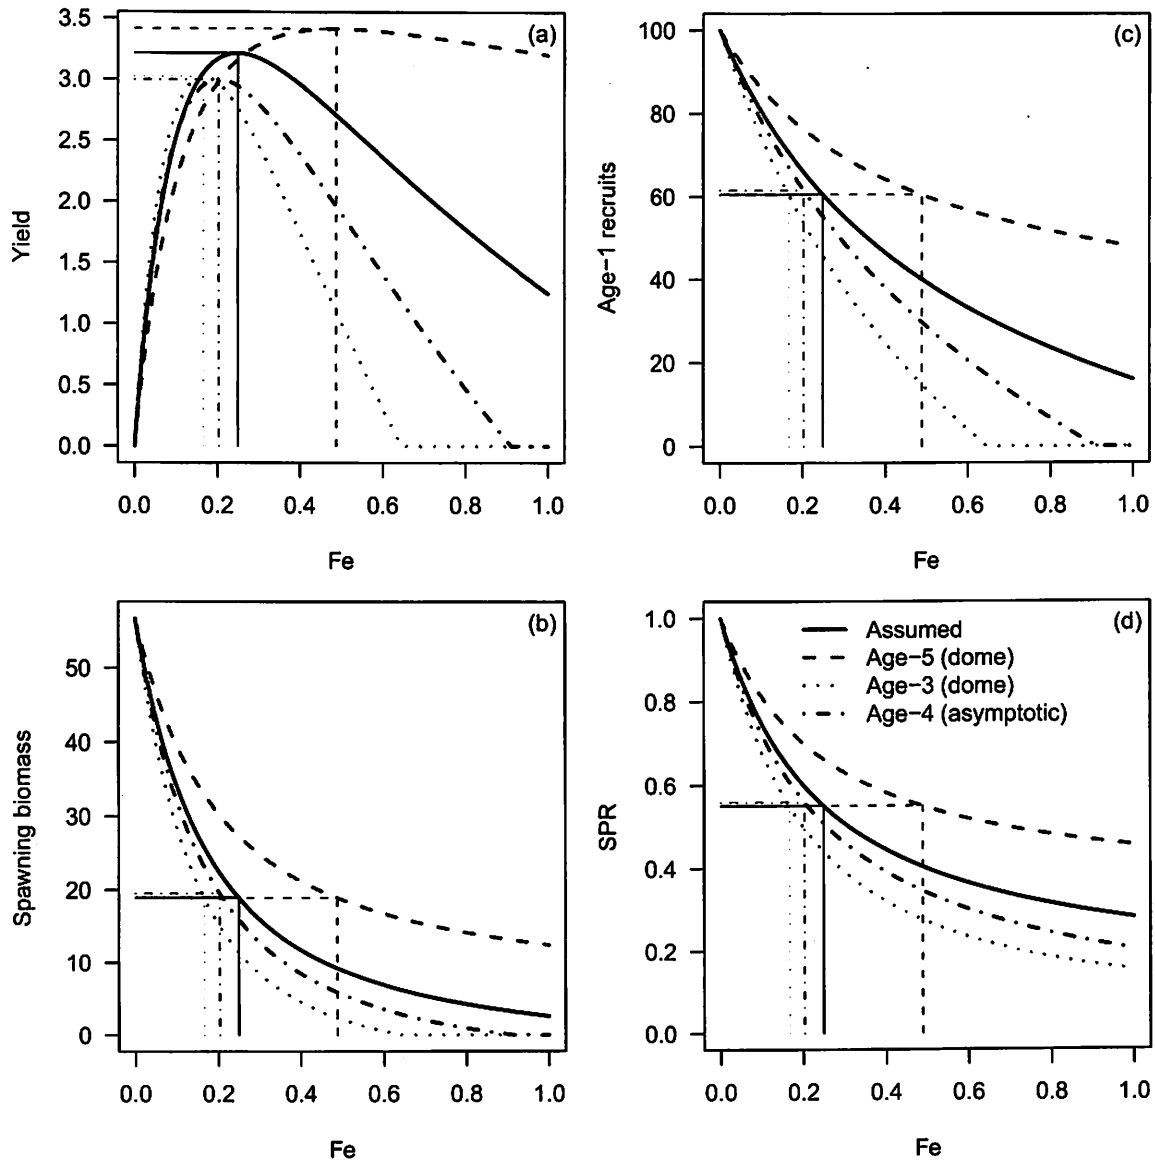 (a)
3.5
3.0
2.5
2.0
1.5
1.0
0.5
0.0
Yield
0.0 0.2 0.4 0.6 0.8 1.0
Fe
(c)
100
80
60
40
20
0
Age−1 recruits
0.0 0.2 0.4 0.6 0.8 1.0
Fe
(b)
50
40
30
20
10
0
Spawning biomass
0.0 0.2 0.4 0.6 0.8 1.0
Fe
(d)
Assumed
Age−5 (dome)
Age−3 (dome)
Age−4 (asymptotic)
1.0
0.8
0.6
0.4
0.2
0.0
SPR
0.0 0.2 0.4 0.6 0.8 1.0
Fe